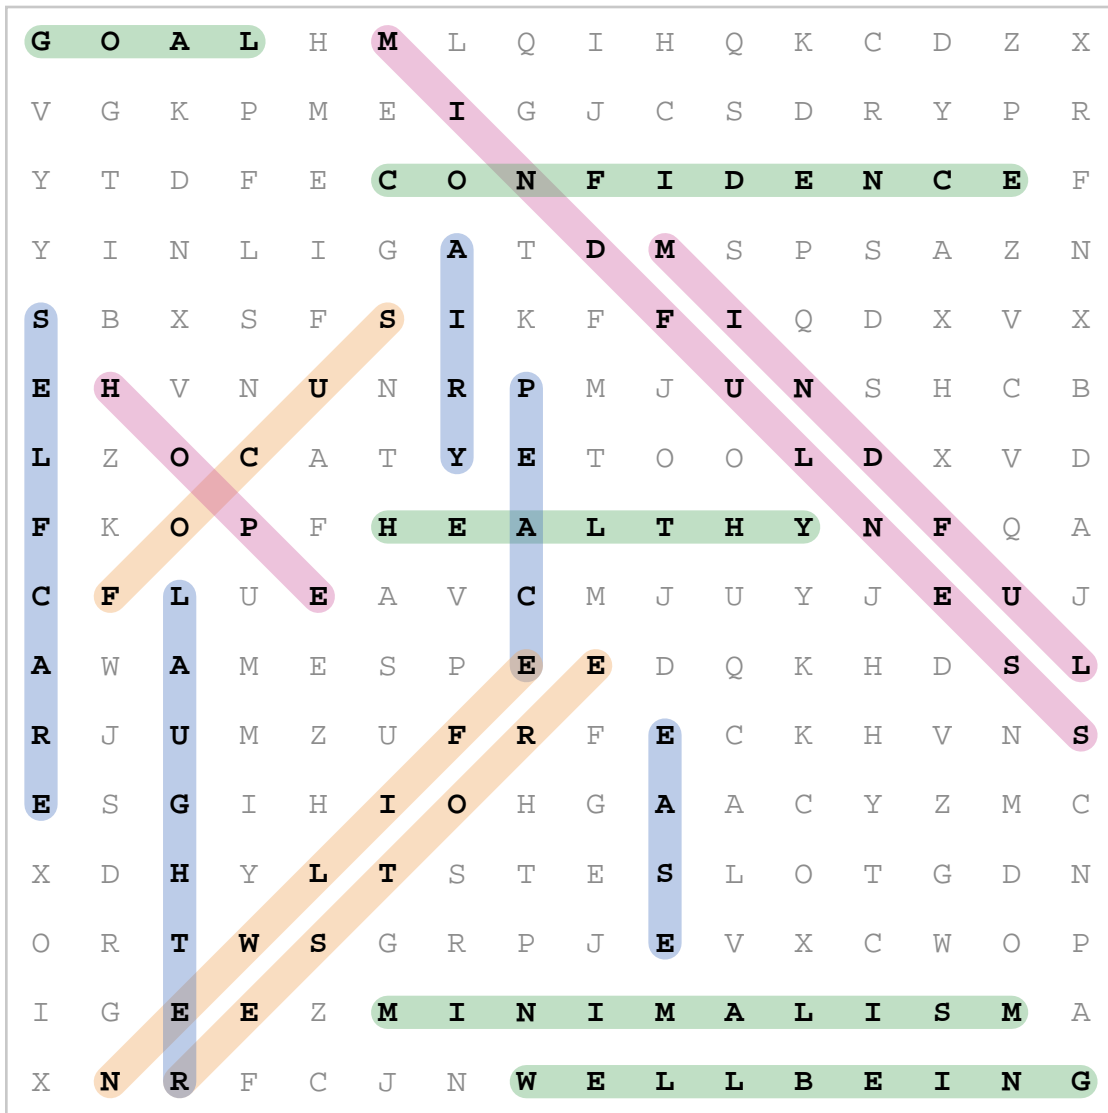 G O A L H M L Q I H Q K C D Z X
V G K P M E I G J C S D R Y P R
Y T D F E C O N F I D E N C E F
Y I N L I G A T D M S P S A Z N
S B X S F S I K F F I Q D X V X
E H V N U N R P M J U N S H C B
L Z O C A T Y E T O O L D X V D
F K O P F H E A L T H Y N F Q A
C F L U E A V C M J U Y J E U J
A W A M E S P E E D Q K H D S L
R J U M Z U F R F E C K H V N S
E S G I H I O H G A A C Y Z M C
X D H Y L T S T E S L O T G D N
O R T W S G R P J E V X C W O P
I G E E Z M I N I M A L I S M A
X N R F C J N W E L L B E I N G